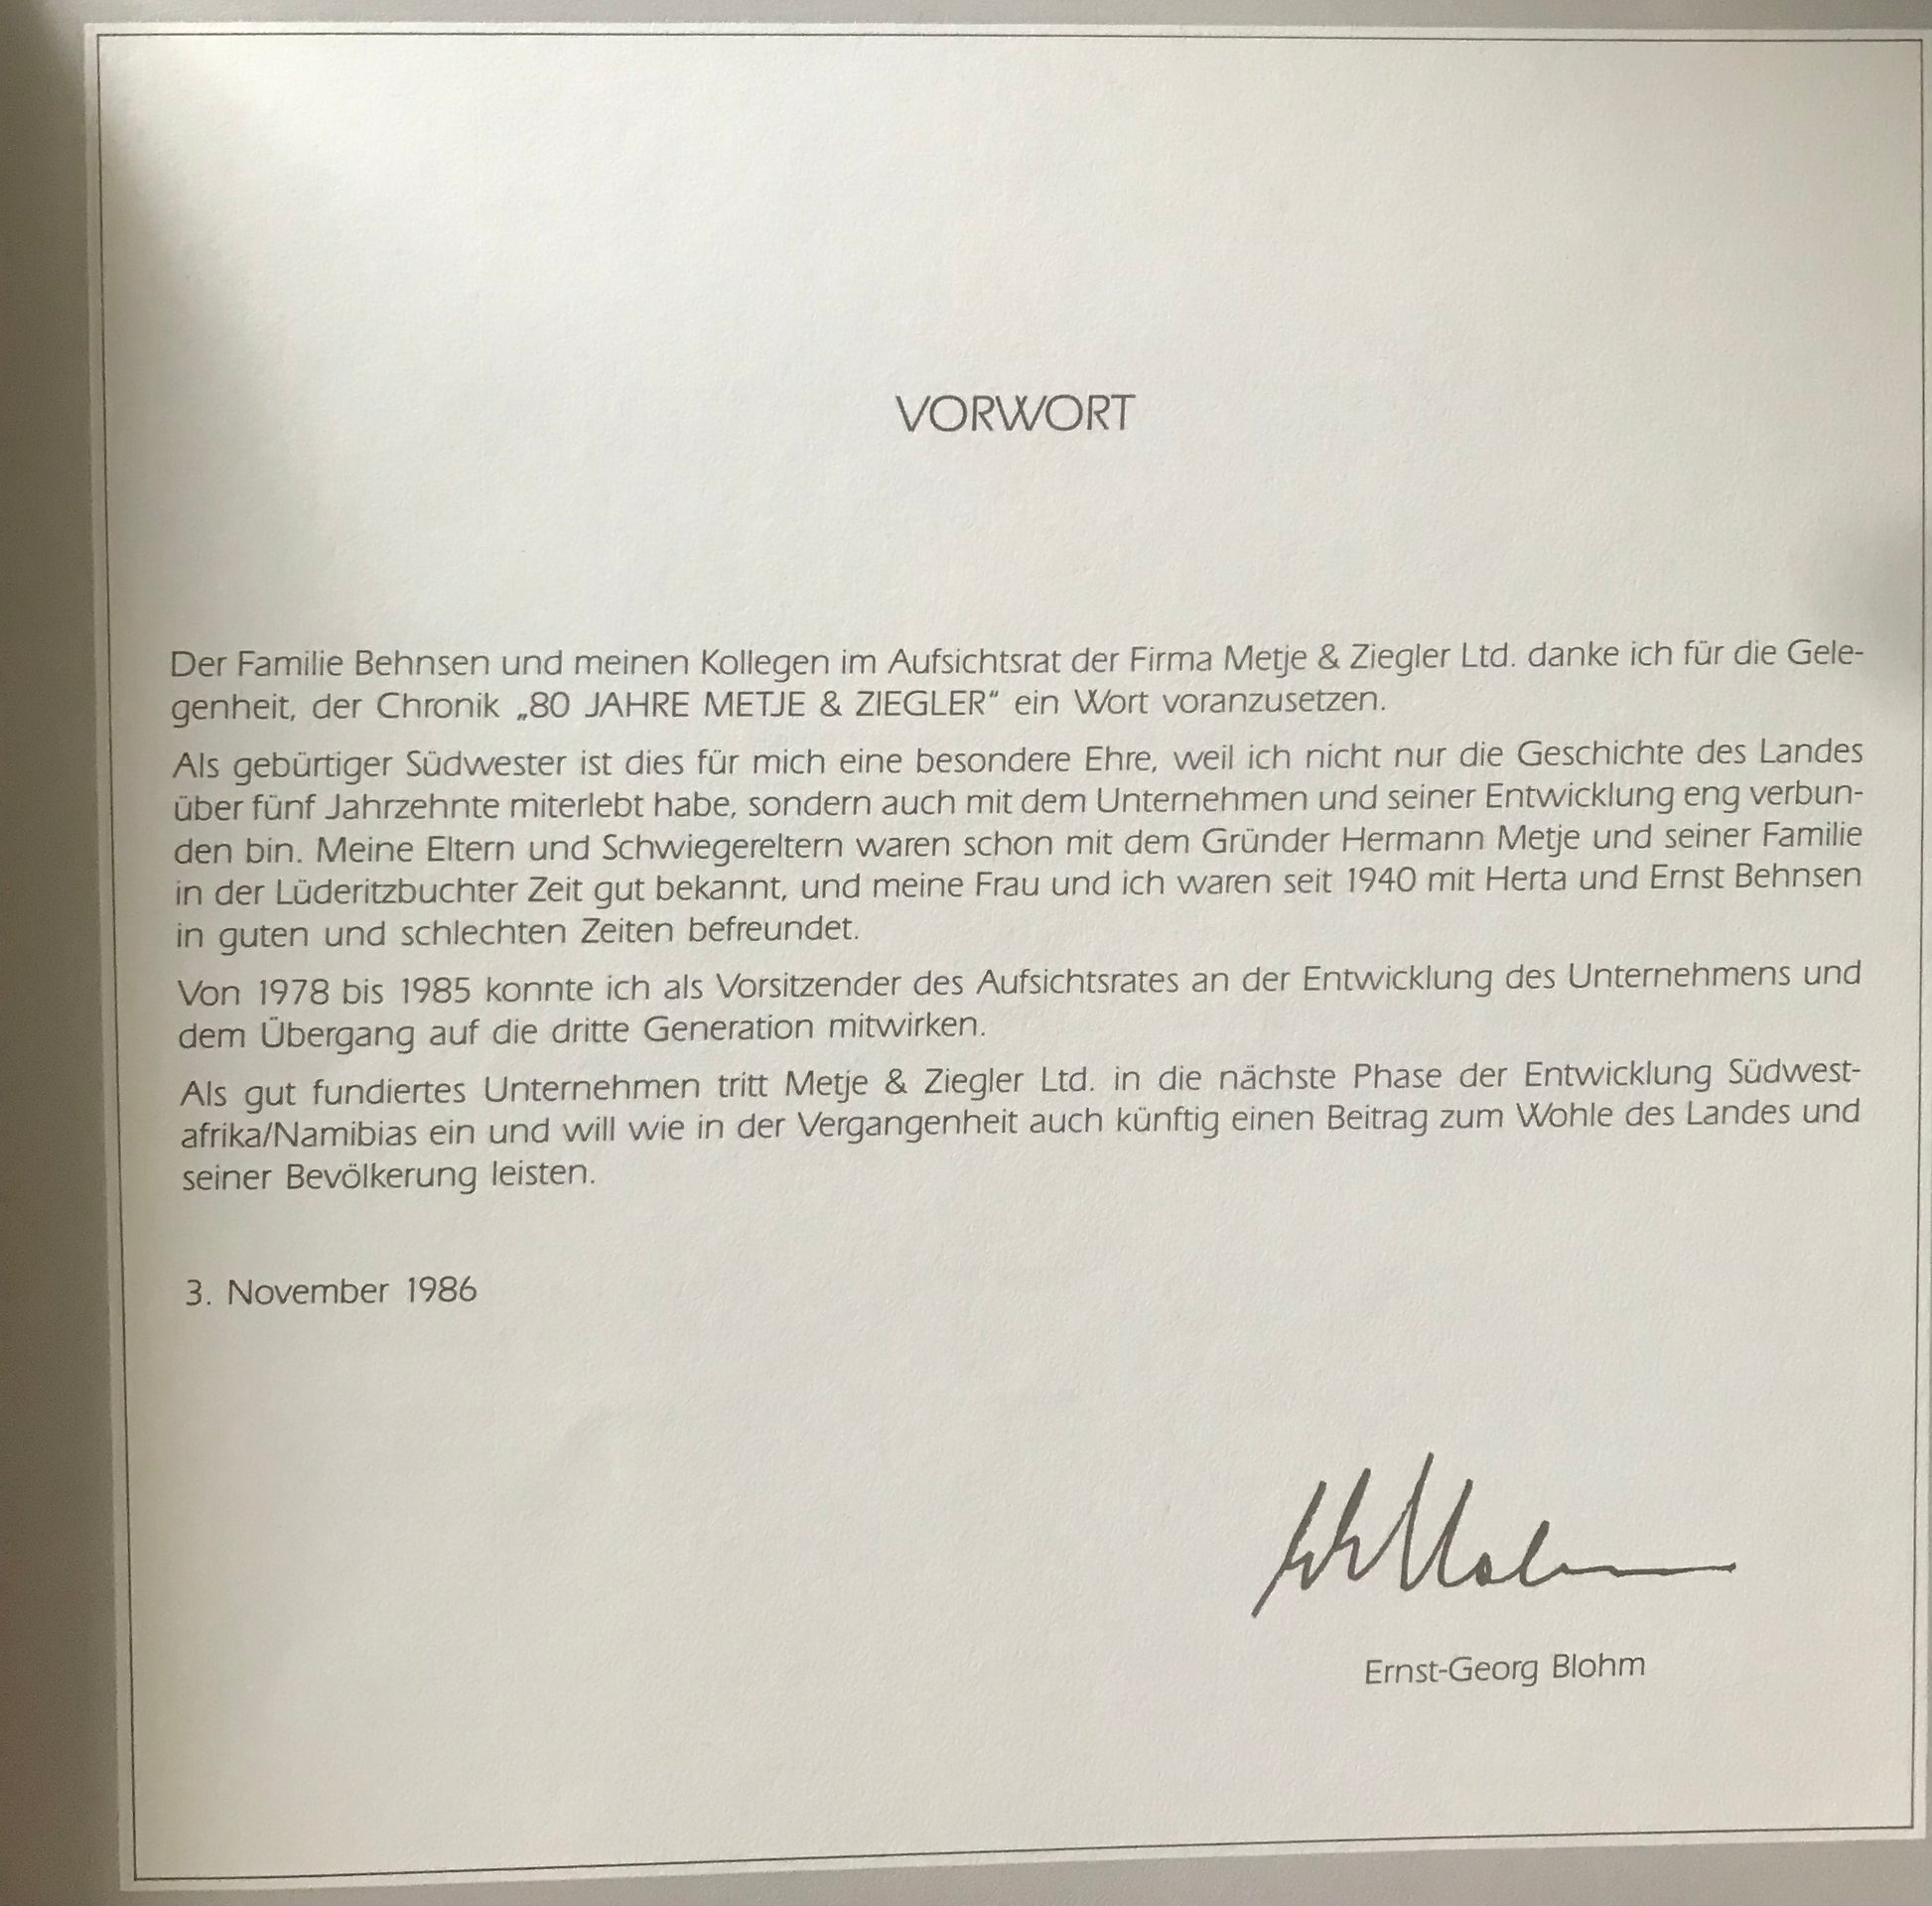 VORWORT
Der Familie Behnsen und meinen Kollegen im Aufsichtsrat der Firma Metje & Ziegler Ltd. danke ich für die Gele-
genheit, der Chronik „80 JAHRE METJE & ZIEGLER“ ein Wort voranzusetzen.
Als gebürtiger Südwester ist dies für mich eine besondere Ehre, weil ich nicht nur die Geschichte des Landes
über fünf Jahrzehnte miterlebt habe, sondern auch mit dem Unternehmen und seiner Entwicklung eng verbun-
den bin. Meine Eltern und Schwiegereltern waren schon mit dem Gründer Hermann Metje und seiner Familie
in der Lüderitzbuchter Zeit gut bekannt, und meine Frau und ich waren seit 1940 mit Herta und Ernst Behnsen
in guten und schlechten Zeiten befreundet.
Von 1978 bis 1985 konnte ich als Vorsitzender des Aufsichtsrates an der Entwicklung des Unternehmens und
dem Übergang auf die dritte Generation mitwirken.
Als gut fundiertes Unternehmen tritt Metje & Ziegler Ltd. in die nächste Phase der Entwicklung Südwest-
afrika/Namibias ein und will wie in der Vergangenheit auch künftig einen Beitrag zum Wohle des Landes und
seiner Bevölkerung leisten.
3. November 1986
Ernst-Georg Blohm